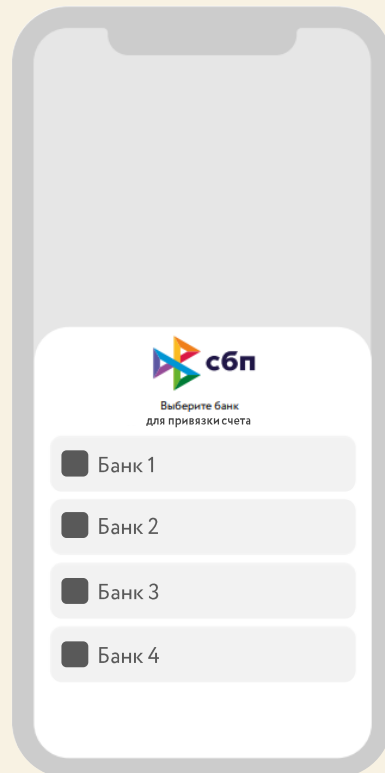 сбп
Выберите банк
для привязки счета
Банк 1
Банк 2
Банк 3
Банк 4